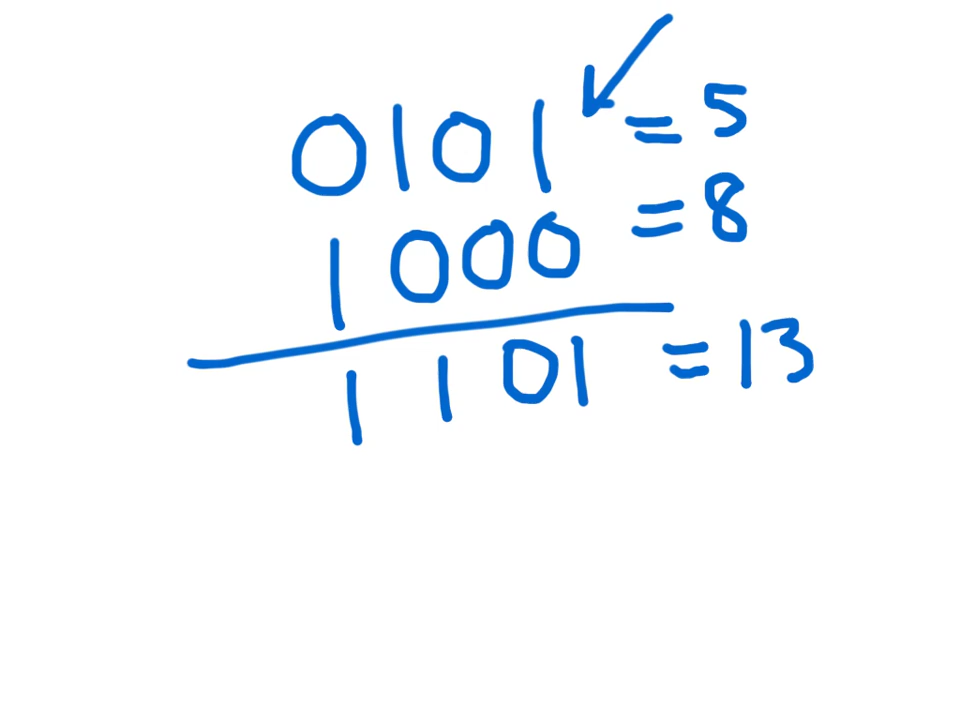 0101 = 5
1000 = 8
1101 = 13